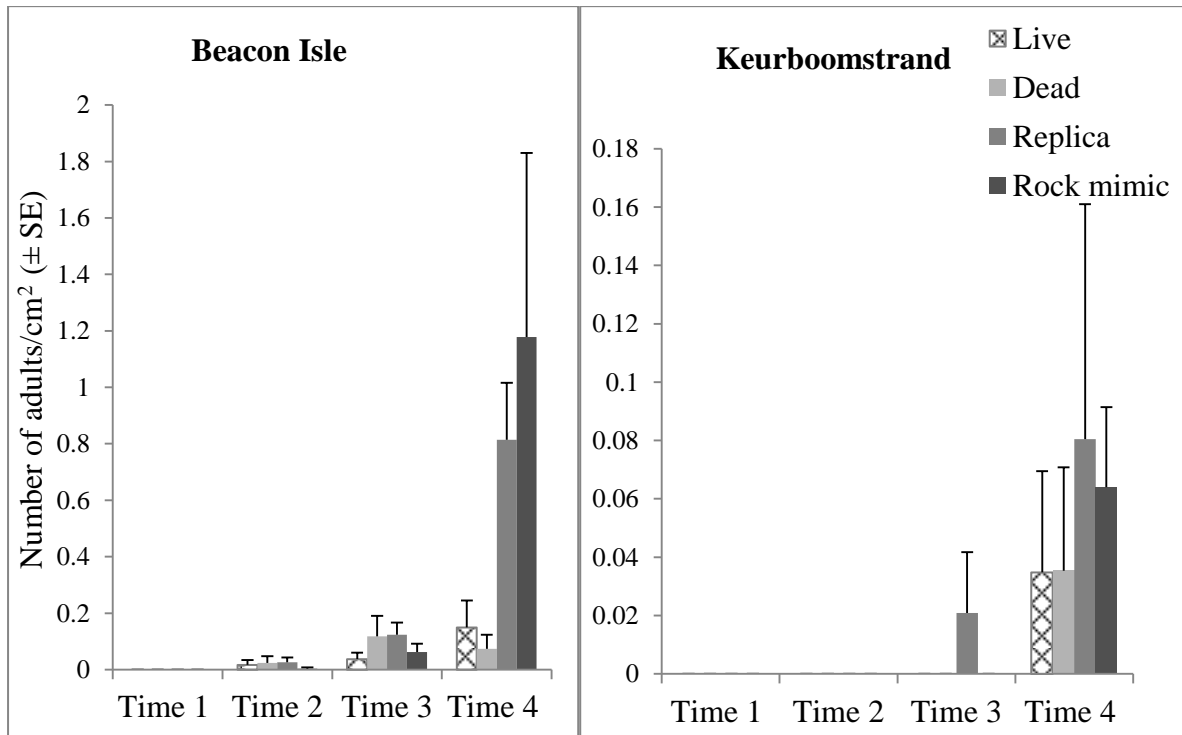 Beacon Isle
Number of adults/cm² (± SE)
2
1.8
1.6
1.4
1.2
1
0.8
0.6
0.4
0.2
0
Time 1 Time 2 Time 3 Time 4
Keurboomstrand
Live
Dead
Replica
Rock mimic
0.18
0.16
0.14
0.12
0.1
0.08
0.06
0.04
0.02
0
Time 1 Time 2 Time 3 Time 4